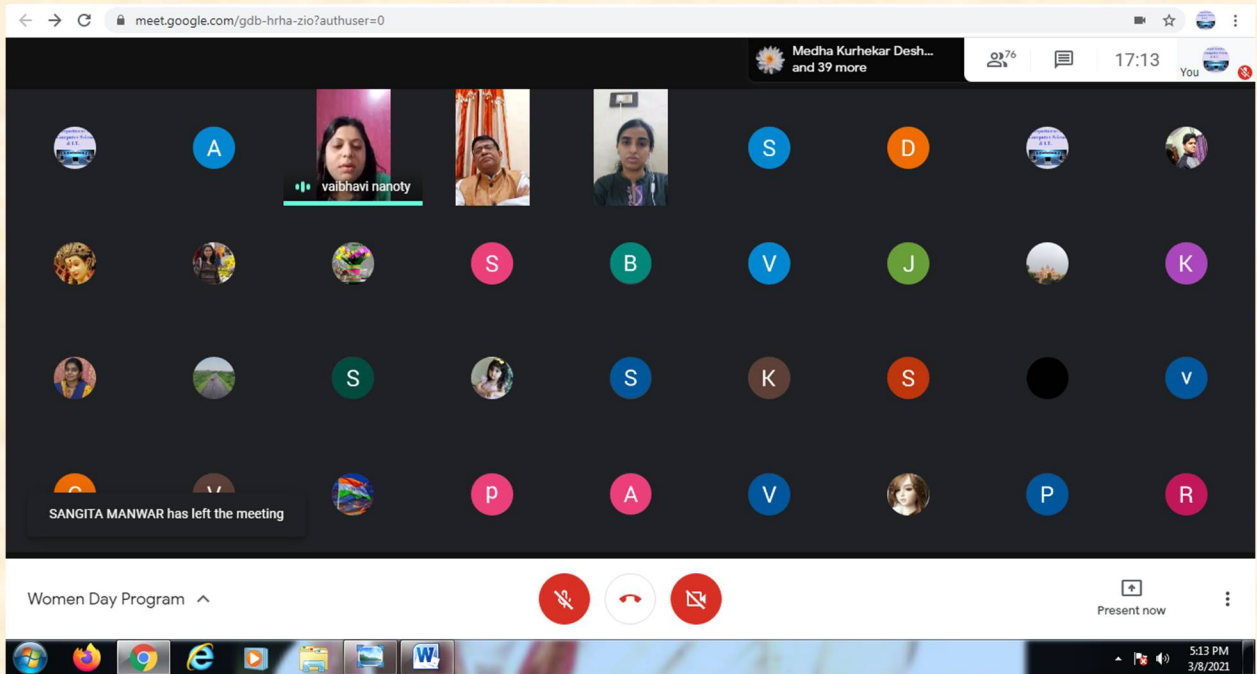 meet.google.com/gdb-hrha-zio?authuser=0
Medha Kurhekar Desh...
and 39 more
76
17:13
You
A
vaibhavi nanoty
S
D
S
B
V
J
K
S
S
K
S
v
SANGITA MANWAR has left the meeting
p
A
V
P
R
Women Day Program
Present now
5:13 PM
3/8/2021